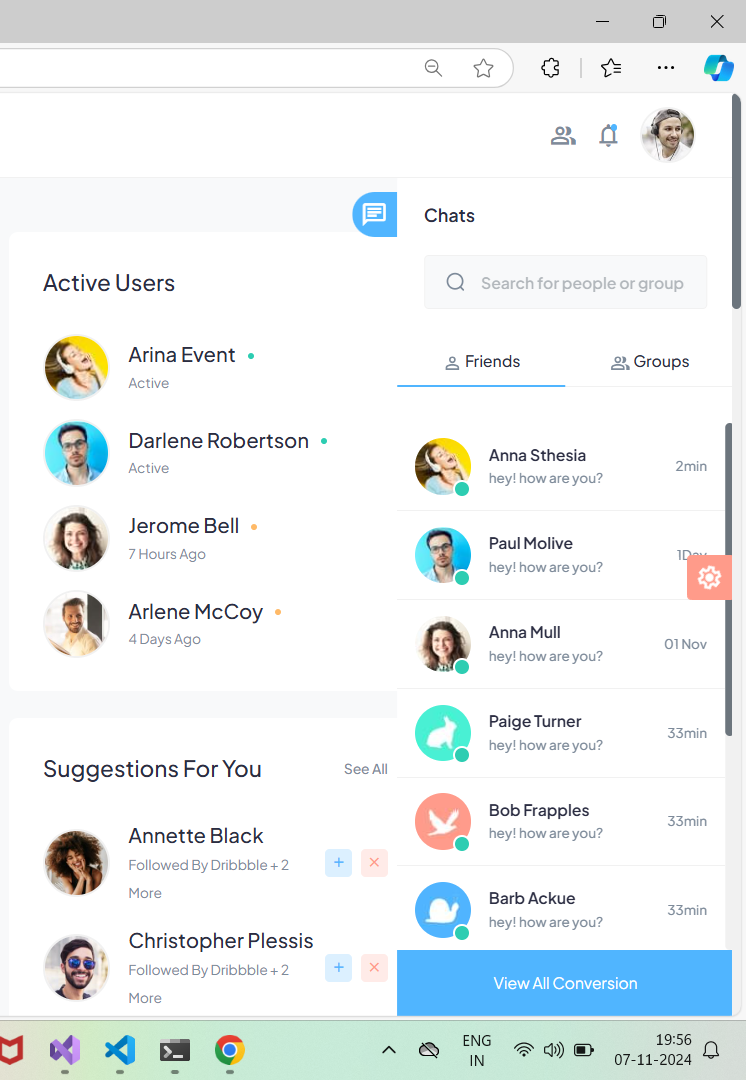 Active Users
Arina Event
Active
Darlene Robertson
Active
Jerome Bell
7 Hours Ago
Arlene McCoy
4 Days Ago
Suggestions For You
See All
Annette Black
Followed By Dribbble + 2
More
Christopher Plessis
Followed By Dribbble + 2
More
Chats
Search for people or group
Friends
Groups
Anna Sthesia
2min
hey! how are you?
Paul Molive
1Day
hey! how are you?
Anna Mull
01 Nov
hey! how are you?
Paige Turner
33min
hey! how are you?
Bob Frapples
33min
hey! how are you?
Barb Ackue
33min
hey! how are you?
View All Conversion
ENG
IN
19:56
07-11-2024